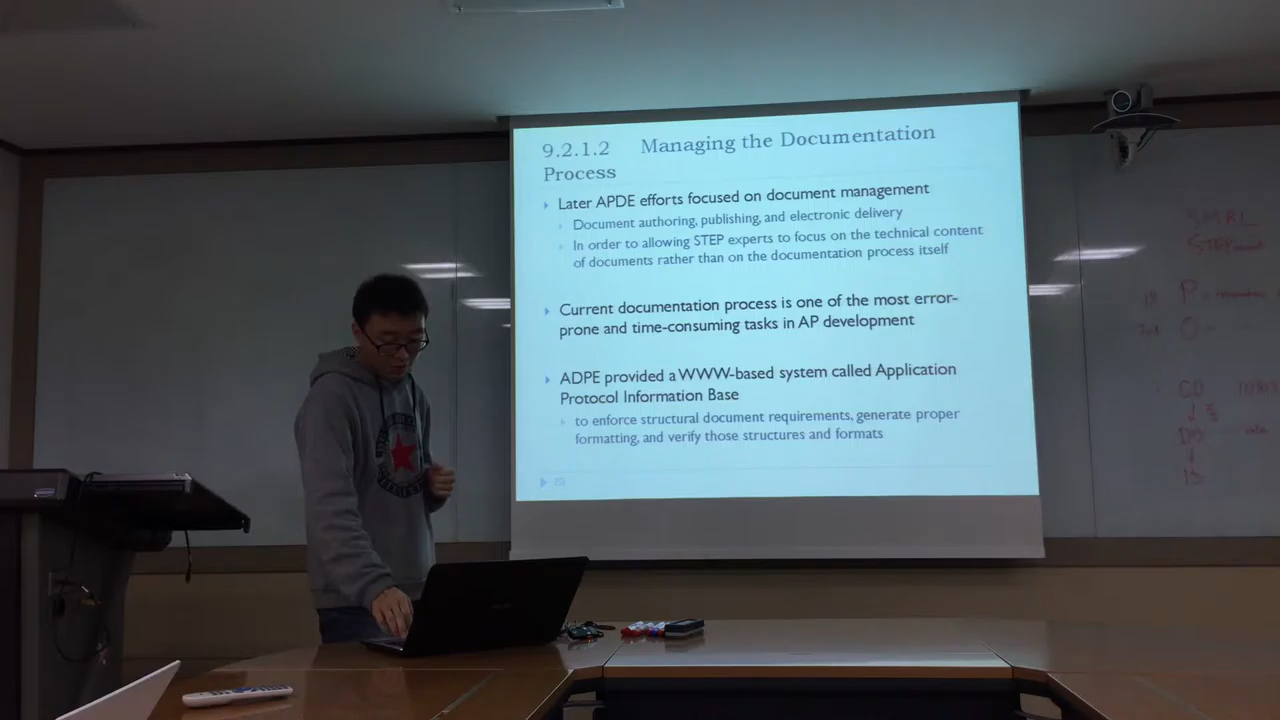 9.2.1.2 Managing the Documentation
Process
Later APDE efforts focused on document management
Document authoring, publishing, and electronic delivery
In order to allowing STEP experts to focus on the technical content
of documents rather than on the documentation process itself
Current documentation process is one of the most error-
prone and time-consuming tasks in AP development
ADPE provided a WWW-based system called Application
Protocol Information Base
to enforce structural document requirements, generate proper
formatting, and verify those structures and formats
SMRL
STEP
P
O
CD
IS